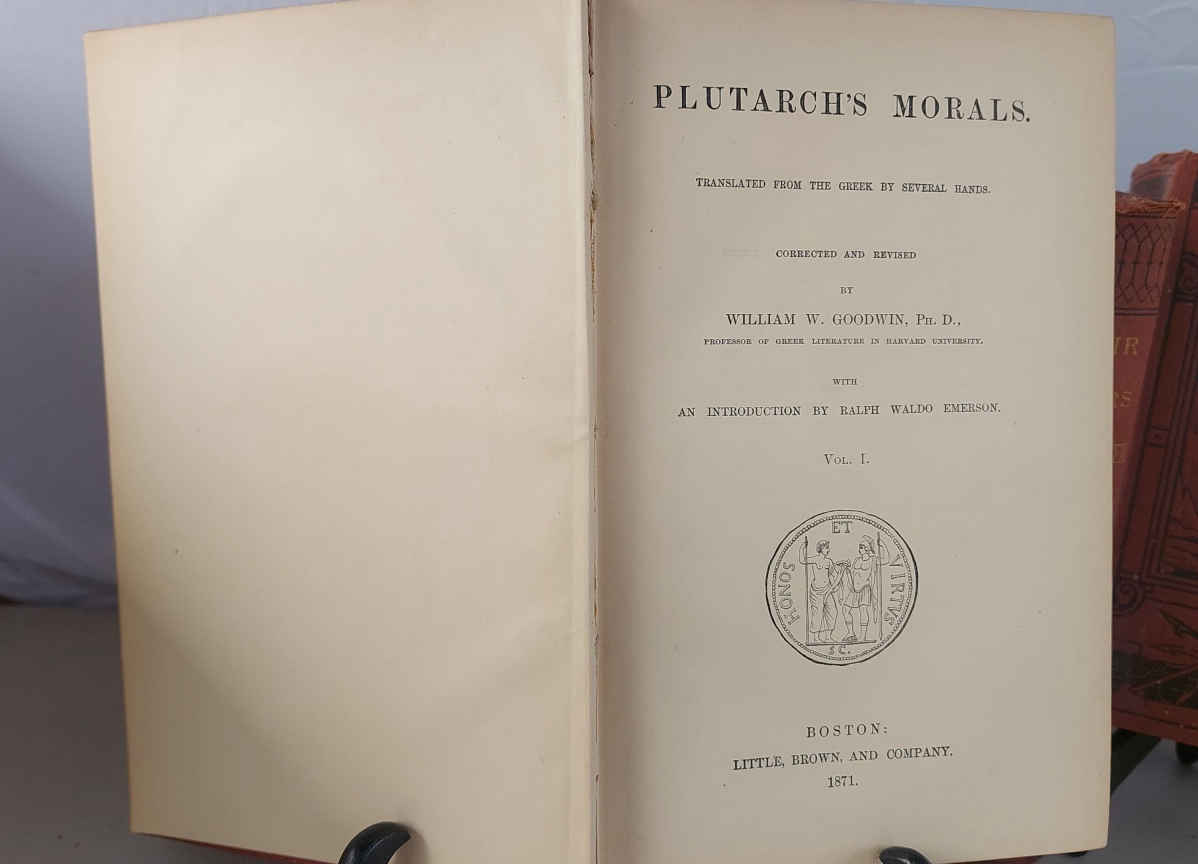 PLUTARCH'S MORALS.
TRANSLATED FROM THE GREEK BY SEVERAL HANDS.
CORRECTED AND REVISED
BY
WILLIAM W. GOODWIN, PH. D.,
PROFESSOR OF GREEK LITERATURE IN HARVARD UNIVERSITY.
WITH
AN INTRODUCTION BY RALPH WALDO EMERSON.
VOL. I.
HONOS ET VIRTVS
S C.
BOSTON:
LITTLE, BROWN, AND COMPANY.
1871.